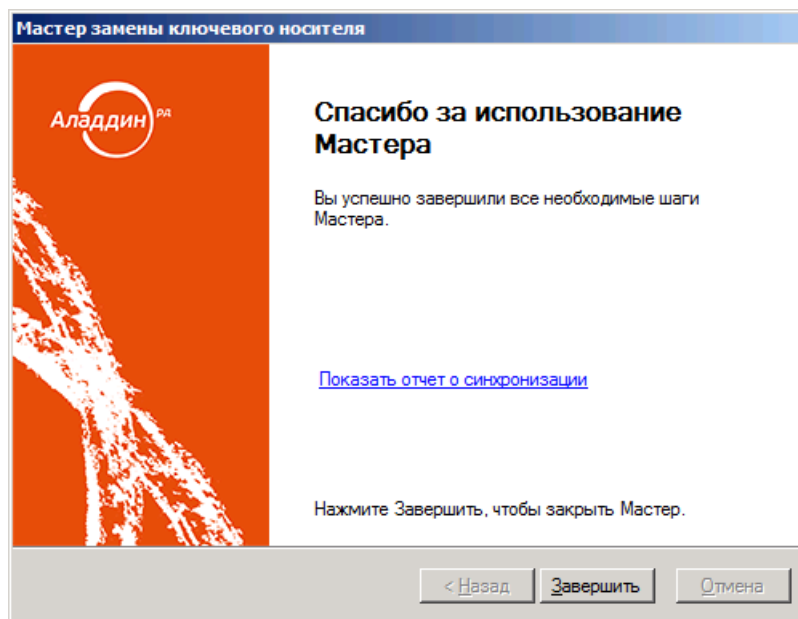 Мастер замены ключевого носителя
Аладдин РД
Спасибо за использование
Мастера
Вы успешно завершили все необходимые шаги
Мастера.
Показать отчет о синхронизации
Нажмите Завершить, чтобы закрыть Мастер.
< Назад Завершить Отмена